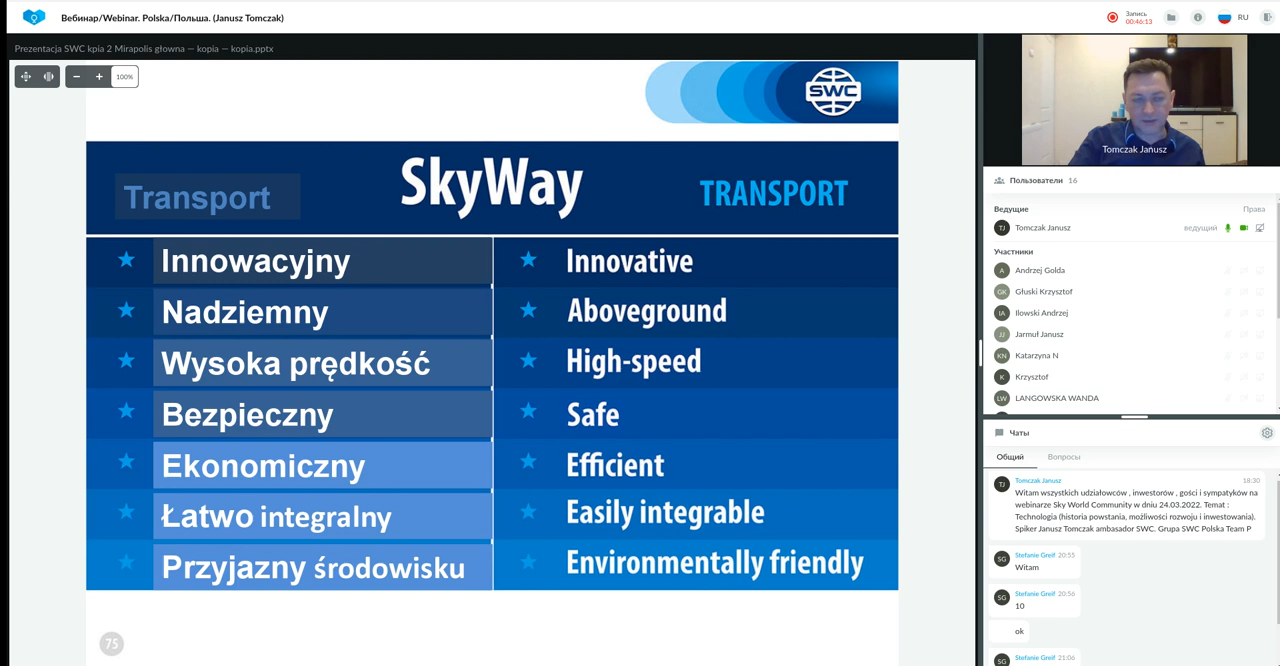 Вебинар/Webinar. Polska/Польша. (Janusz Tomczak)
Запись
00:46:13
RU
Prezentacja SWC kpia 2 Mirapolis głowna — kopia — kopia.pptx
100%
SWC
Transport
SkyWay
TRANSPORT
Innowacyjny
Innovative
Nadziemny
Aboveground
Wysoka prędkość
High-speed
Bezpieczny
Safe
Ekonomiczny
Efficient
Łatwo integralny
Easily integrable
Przyjazny środowisku
Environmentally friendly
75
Tomczak Janusz
Пользователи 16
Ведущие
Права
TJ
Tomczak Janusz
ведущий
Участники
A
Andrzej Golda
GK
Głuski Krzysztof
IA
Ilowski Andrzej
JJ
Jarmuł Janusz
KN
Katarzyna N
K
Krzysztof
LW
LANGOWSKA WANDA
Чаты
Общий
Вопросы
TJ
Tomczak Janusz
18:30
Witam wszystkich udziałowców , inwestorów , gości i sympatyków na
webinarze Sky World Community w dniu 24.03.2022. Temat :
Technologia (historia powstania, możliwości rozwoju i inwestowania).
Spiker Janusz Tomczak ambasador SWC. Grupa SWC Polska Team P
SG
Stefanie Greif 20:55
Witam
SG
Stefanie Greif 20:56
10
ok
SG
Stefanie Greif 21:06